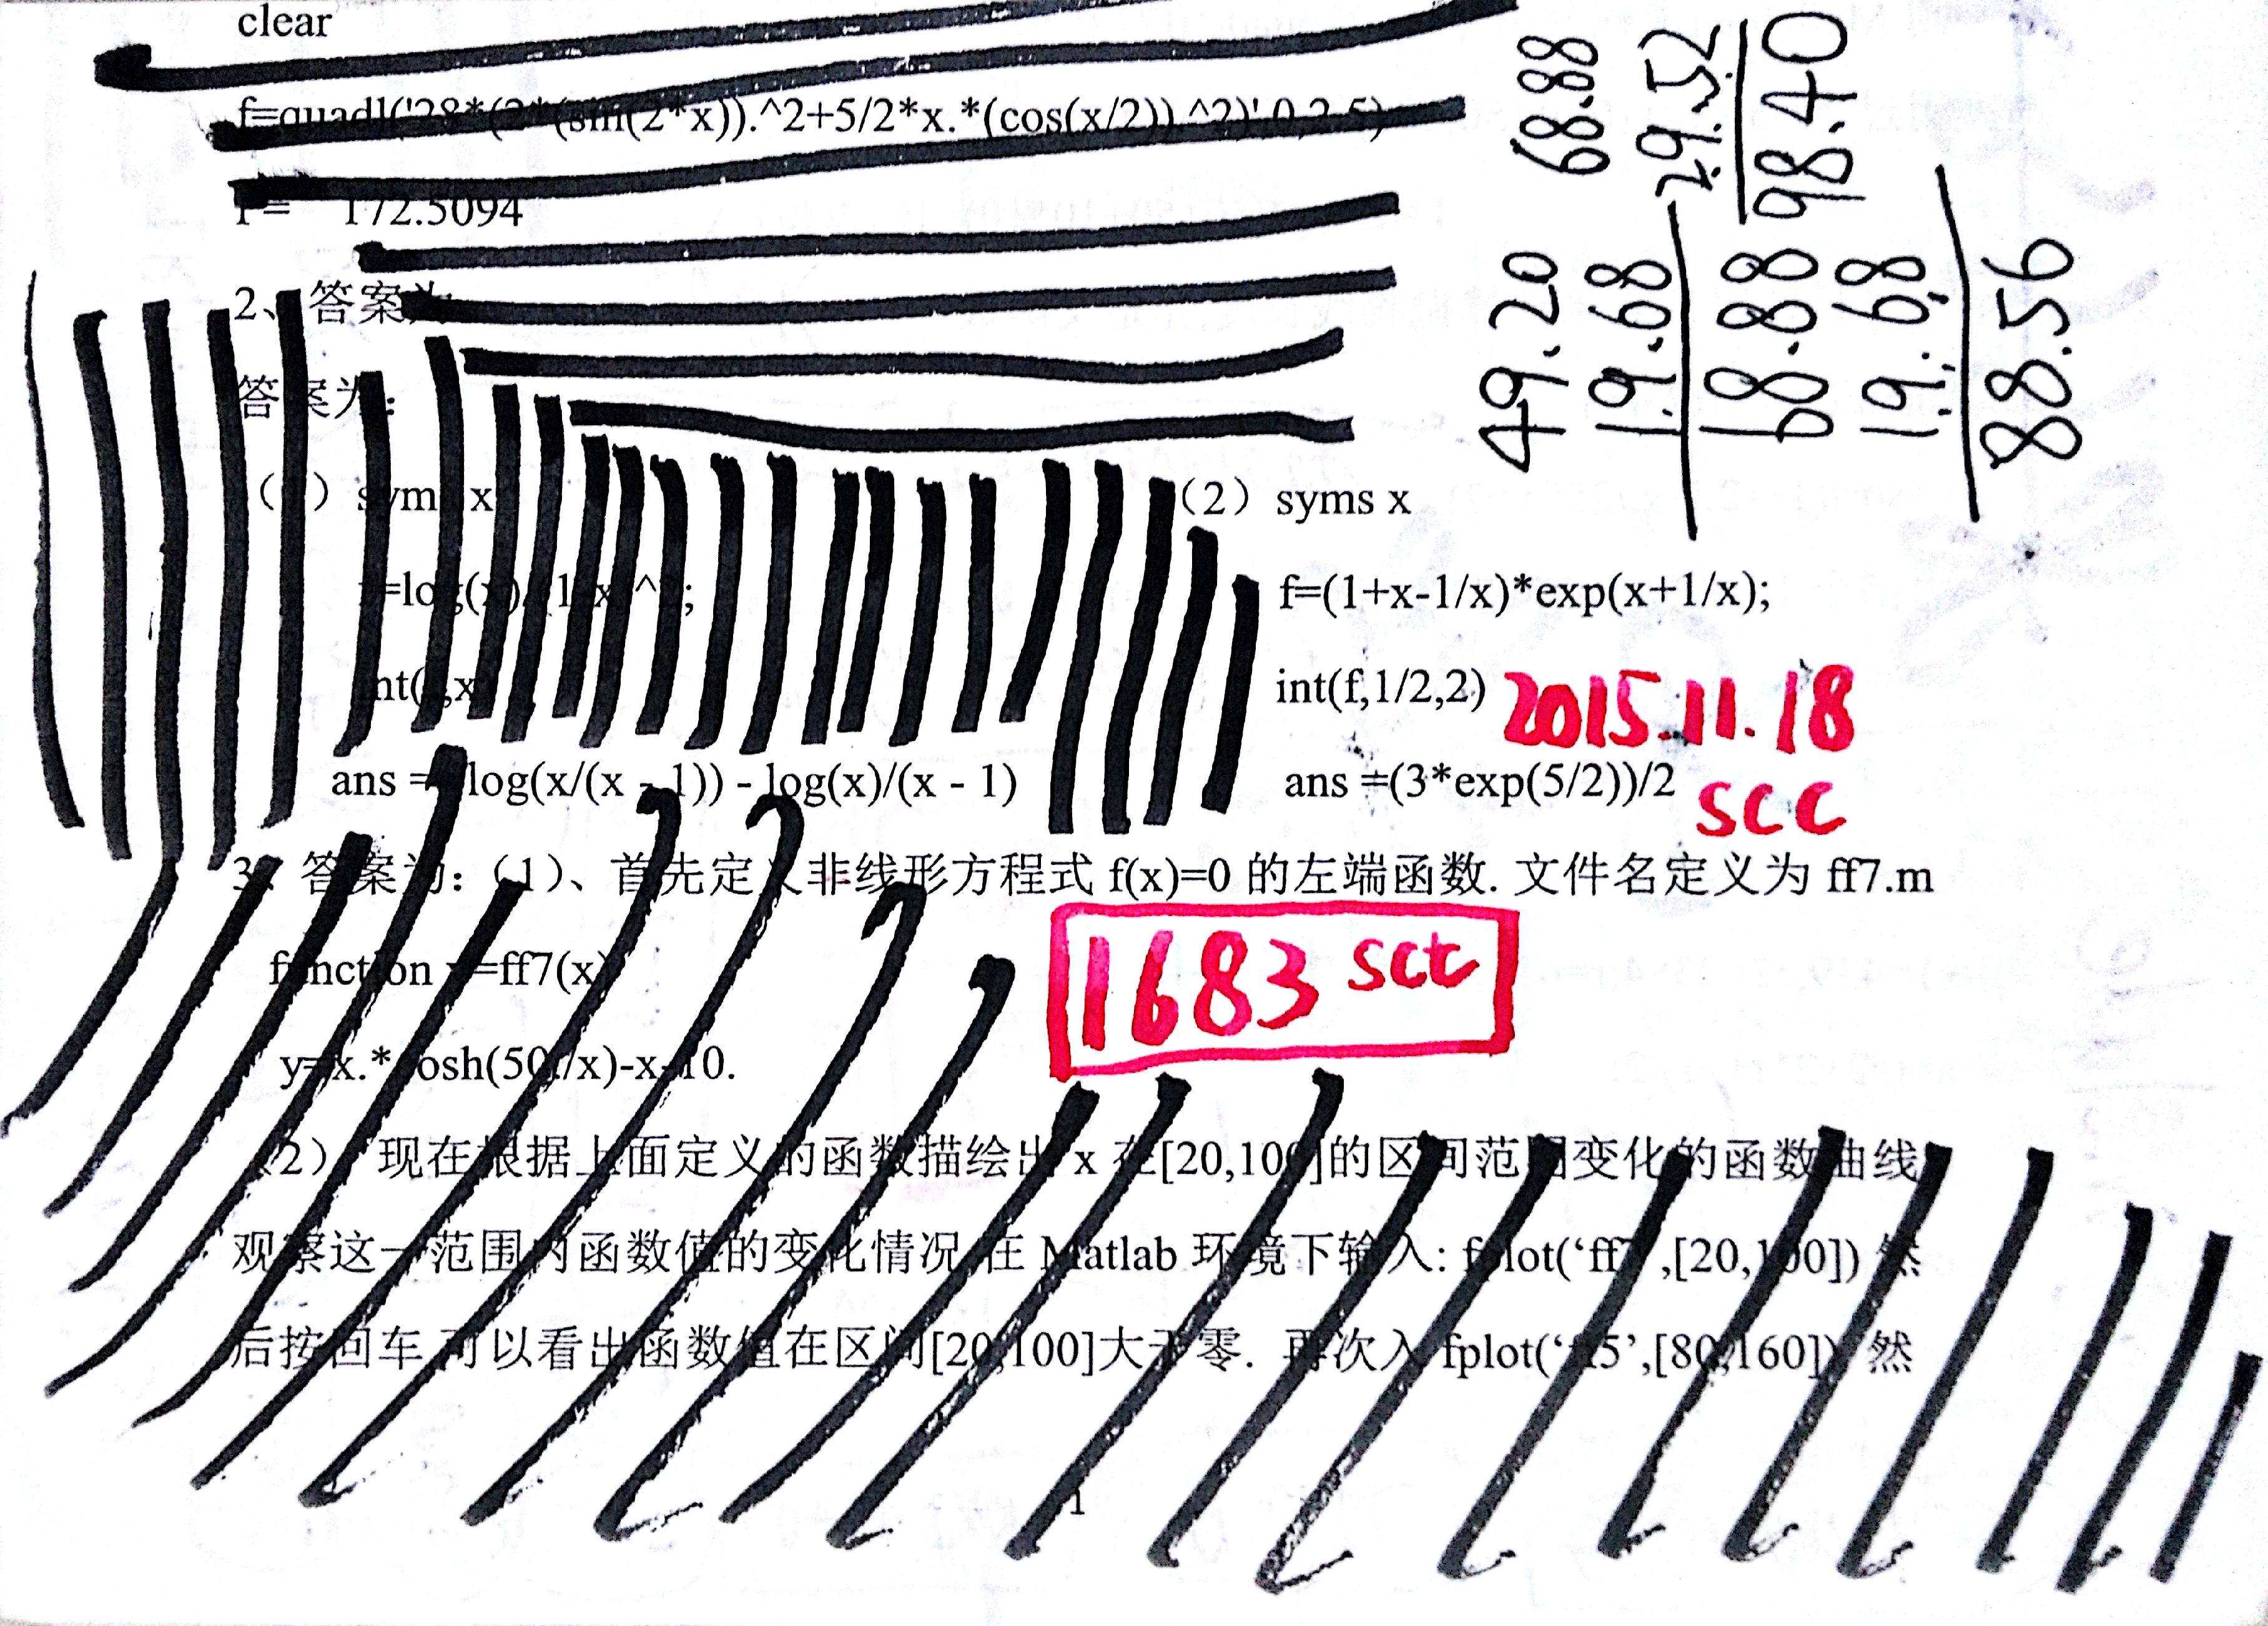 clear
f=quadl('28*(2*(sin(2*x)).^2+5/2*x.*(cos(x/2)).^2)',0,2.5)
172.5094
2、答案为
答案为：
syms x
（2）syms x
f=log(x)
f=(1+x-1/x)*exp(x+1/x);
int(f,1/2,2)
2015.11.18
ans = log(x/(x - 1)) - log(x)/(x - 1)
ans =(3*exp(5/2))/2
scc
3、答案为：（1）、首先定义非线形方程式 f(x)=0 的左端函数. 文件名定义为 ff7.m
function y=ff7(x)
1683 scc
y=x.*cosh(50./x)-x-10.
（2） 现在根据上面定义的函数描绘出 x 在[20,100]的区间范围变化的函数曲线
观察这一范围内函数值的变化情况 在 Matlab 环境下输入: fplot(‘ff7’,[20,100]) 然
后按回车 可以看出函数值在区间[20,100]大于零. 再次入 fplot(‘ ’,[80,160]) 然
1
49.20
19.68
68.88
19.68
88.56
68.88
29.52
98.40